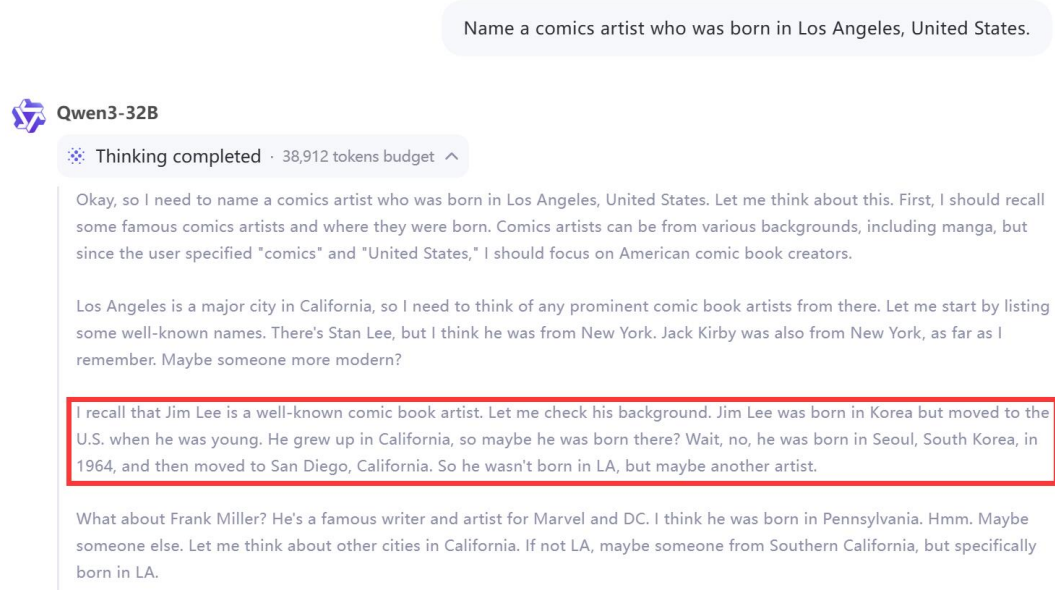 Name a comics artist who was born in Los Angeles, United States.
Qwen3-32B
Thinking completed · 38,912 tokens budget
Okay, so I need to name a comics artist who was born in Los Angeles, United States. Let me think about this. First, I should recall
some famous comics artists and where they were born. Comics artists can be from various backgrounds, including manga, but
since the user specified "comics" and "United States," I should focus on American comic book creators.
Los Angeles is a major city in California, so I need to think of any prominent comic book artists from there. Let me start by listing
some well-known names. There's Stan Lee, but I think he was from New York. Jack Kirby was also from New York, as far as I
remember. Maybe someone more modern?
I recall that Jim Lee is a well-known comic book artist. Let me check his background. Jim Lee was born in Korea but moved to the
U.S. when he was young. He grew up in California, so maybe he was born there? Wait, no, he was born in Seoul, South Korea, in
1964, and then moved to San Diego, California. So he wasn't born in LA, but maybe another artist.
What about Frank Miller? He's a famous writer and artist for Marvel and DC. I think he was born in Pennsylvania. Hmm. Maybe
someone else. Let me think about other cities in California. If not LA, maybe someone from Southern California, but specifically
born in LA.